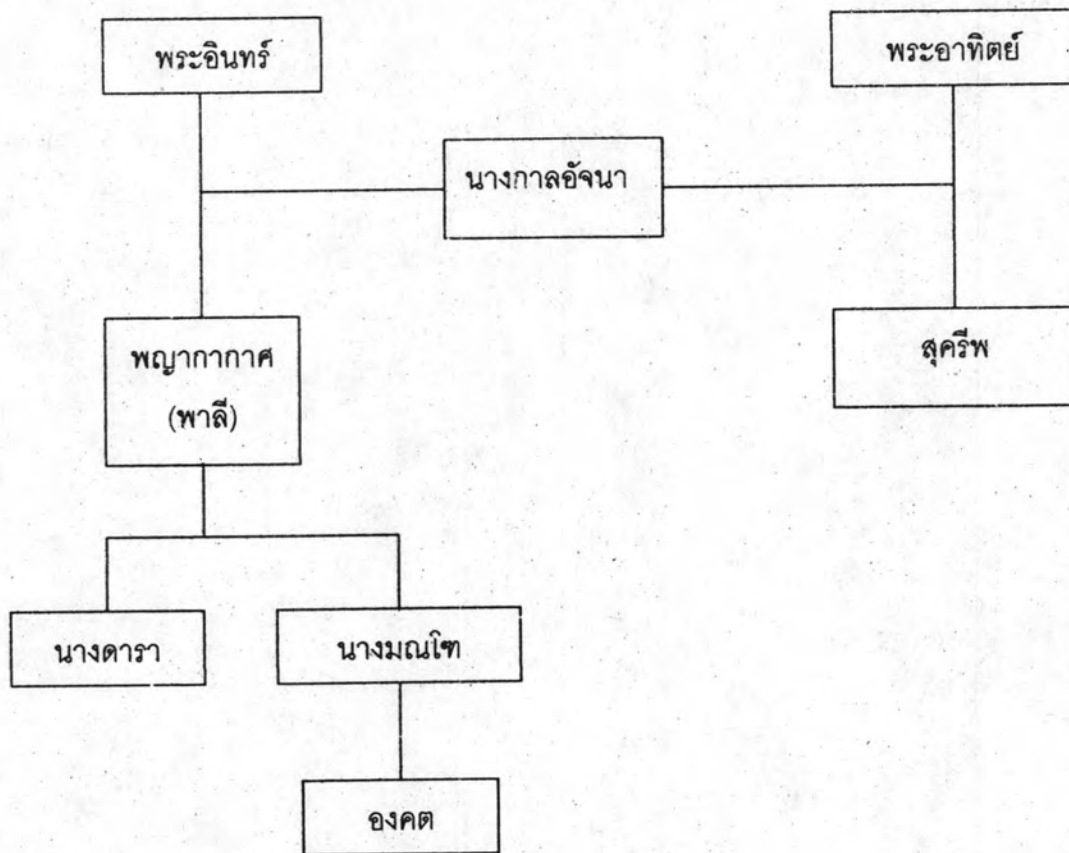 พระอินทร์
พระอาทิตย์
นางกาลอัจนา
พญากากาศ
(พาลี)
สุครีพ
นางดารา
นางมณโฑ
องคต